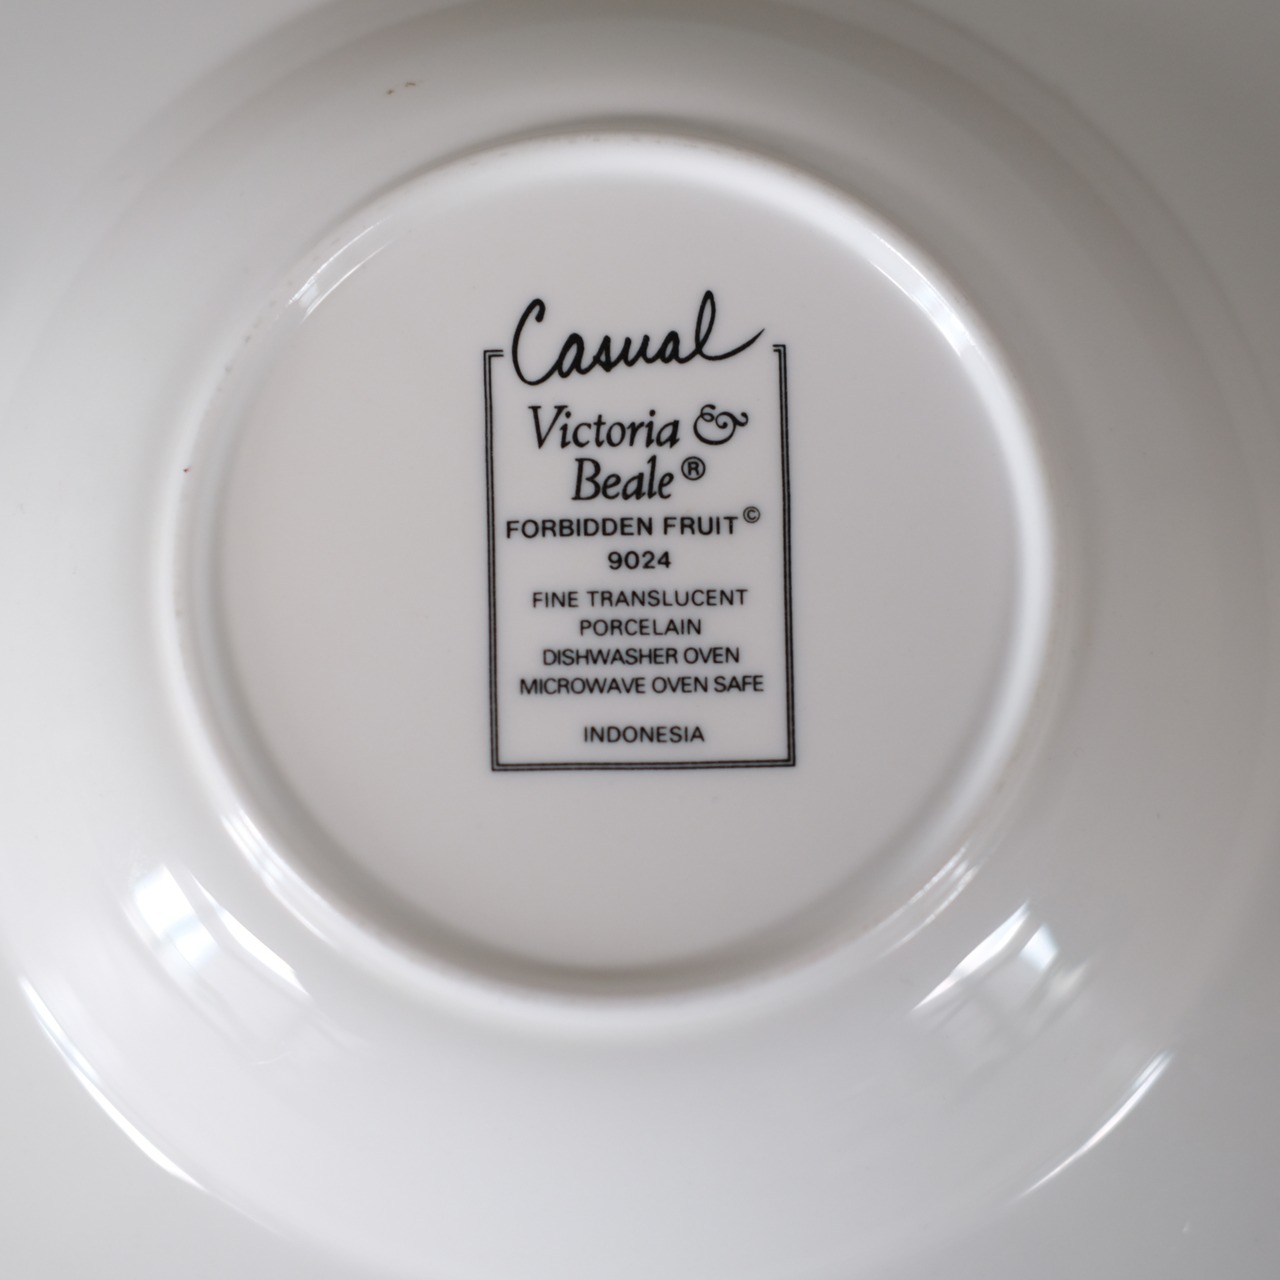 Casual
Victoria &
Beale®
FORBIDDEN FRUIT©
9024
FINE TRANSLUCENT
PORCELAIN
DISHWASHER OVEN
MICROWAVE OVEN SAFE
INDONESIA